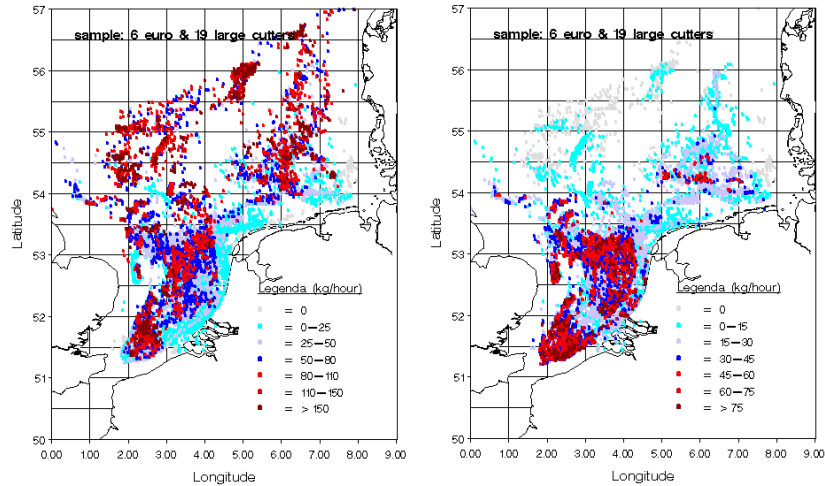 sample: 6 euro & 19 large cutters
57
56
55
54
53
52
51
50
Latitude
0.00 1.00 2.00 3.00 4.00 5.00 6.00 7.00 8.00 9.00
Longitude
Legenda (kg/hour)
= 0
= 0-25
= 25-50
= 50-80
= 80-110
= 110-150
= > 150
sample: 6 euro & 19 large cutters
57
56
55
54
53
52
51
50
Latitude
0.00 1.00 2.00 3.00 4.00 5.00 6.00 7.00 8.00 9.00
Longitude
Legenda (kg/hour)
= 0
= 0-15
= 15-30
= 30-45
= 45-60
= 60-75
= > 75